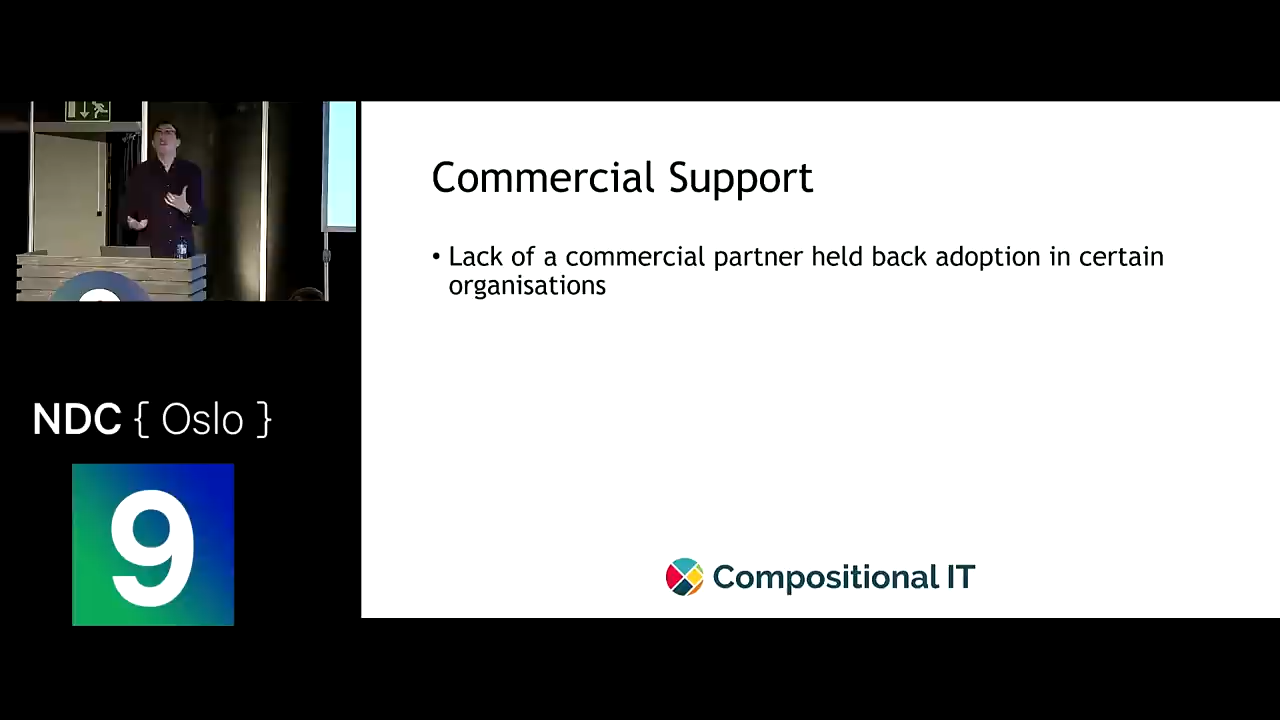 Commercial Support
• Lack of a commercial partner held back adoption in certain
organisations
NDC { Oslo }
9
Compositional IT